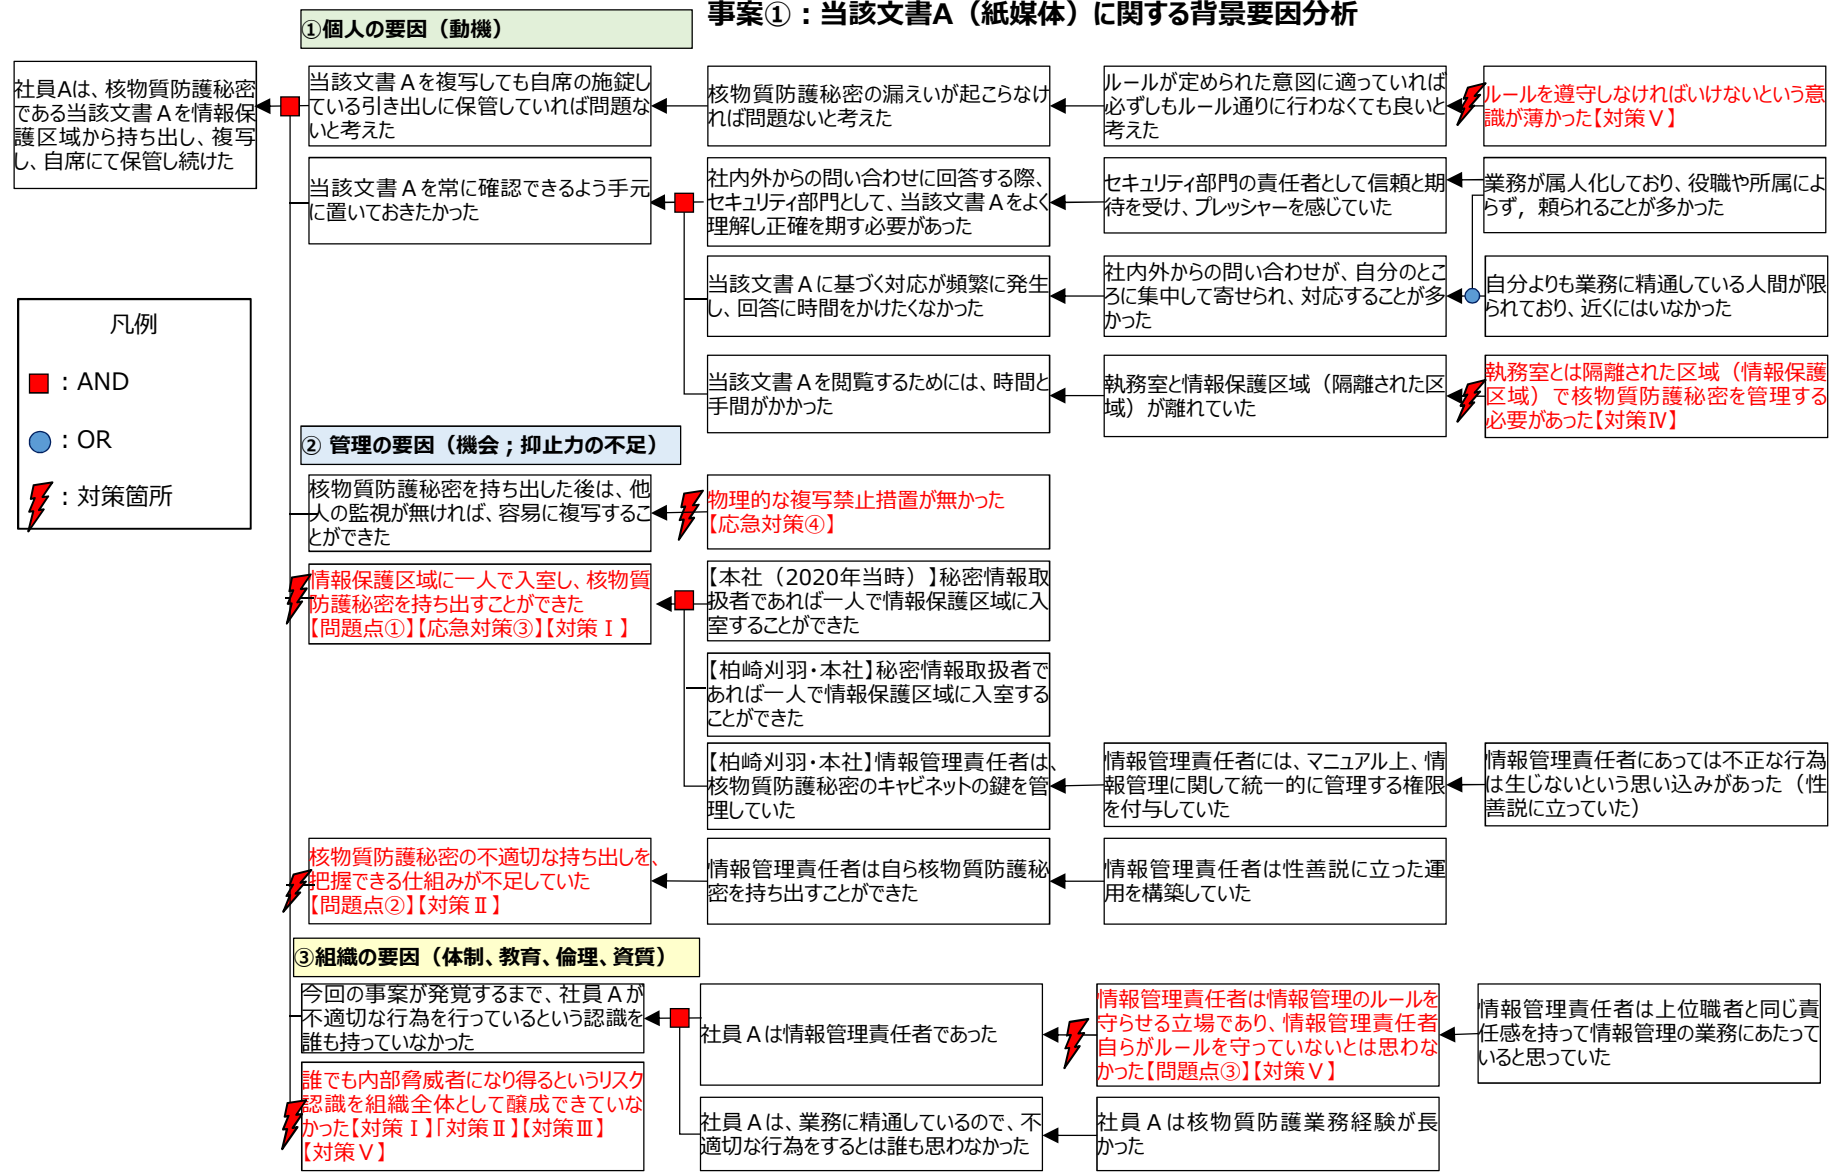 事案①：当該文書A（紙媒体）に関する背景要因分析
①個人の要因（動機）
社員Aは、核物質防護秘密
である当該文書Ａを情報保
護区域から持ち出し、複写
し、自席にて保管し続けた
当該文書Ａを複写しても自席の施錠し
ている引き出しに保管していれば問題な
いと考えた
核物質防護秘密の漏えいが起こらなけ
れば問題ないと考えた
ルールが定められた意図に適っていれば
必ずしもルール通りに行わなくても良いと
考えた
ルールを遵守しなければいけないという意
識が薄かった【対策Ⅴ】
当該文書Ａを常に確認できるよう手元
に置いておきたかった
社内外からの問い合わせに回答する際、
セキュリティ部門として、当該文書Ａをよく
理解し正確を期す必要があった
セキュリティ部門の責任者として信頼と期
待を受け、プレッシャーを感じていた
業務が属人化しており、役職や所属によ
らず，頼られることが多かった
当該文書Ａに基づく対応が頻繁に発生
し、回答に時間をかけたくなかった
社内外からの問い合わせが、自分のとこ
ろに集中して寄せられ、対応することが多
かった
自分よりも業務に精通している人間が限
られており、近くにはいなかった
当該文書Ａを閲覧するためには、時間と
手間がかかった
執務室と情報保護区域（隔離された区
域）が離れていた
執務室とは隔離された区域（情報保護
区域）で核物質防護秘密を管理する
必要があった【対策Ⅳ】
凡例
：AND
：OR
：対策箇所
② 管理の要因（機会；抑止力の不足）
核物質防護秘密を持ち出した後は、他
人の監視が無ければ、容易に複写するこ
とができた
物理的な複写禁止措置が無かった
【応急対策④】
情報保護区域に一人で入室し、核物質
防護秘密を持ち出すことができた
【問題点①】【応急対策③】【対策Ⅰ】
【本社（2020年当時）】秘密情報取
扱者であれば一人で情報保護区域に入
室することができた
【柏崎刈羽・本社】秘密情報取扱者で
あれば一人で情報保護区域に入室する
ことができた
【柏崎刈羽・本社】情報管理責任者は、
核物質防護秘密のキャビネットの鍵を管
理していた
情報管理責任者には、マニュアル上、情
報管理に関して統一的に管理する権限
を付与していた
情報管理責任者にあっては不正な行為
は生じないという思い込みがあった（性
善説に立っていた）
核物質防護秘密の不適切な持ち出しを、
把握できる仕組みが不足していた
【問題点②】【対策Ⅱ】
情報管理責任者は自ら核物質防護秘
密を持ち出すことができた
情報管理責任者は性善説に立った運
用を構築していた
③組織の要因（体制、教育、倫理、資質）
今回の事案が発覚するまで、社員Ａが
不適切な行為を行っているという認識を
誰も持っていなかった
社員Ａは情報管理責任者であった
情報管理責任者は情報管理のルールを
守らせる立場であり、情報管理責任者
自らがルールを守っていないとは思わな
かった【問題点③】【対策Ⅴ】
情報管理責任者は上位職者と同じ責
任感を持って情報管理の業務にあたって
いると思っていた
誰でも内部脅威者になり得るというリスク
認識を組織全体として醸成できていな
かった【対策Ⅰ】「対策Ⅱ】【対策Ⅲ】
【対策Ⅴ】
社員Ａは、業務に精通しているので、不
適切な行為をするとは誰も思わなかった
社員Ａは核物質防護業務経験が長
かった